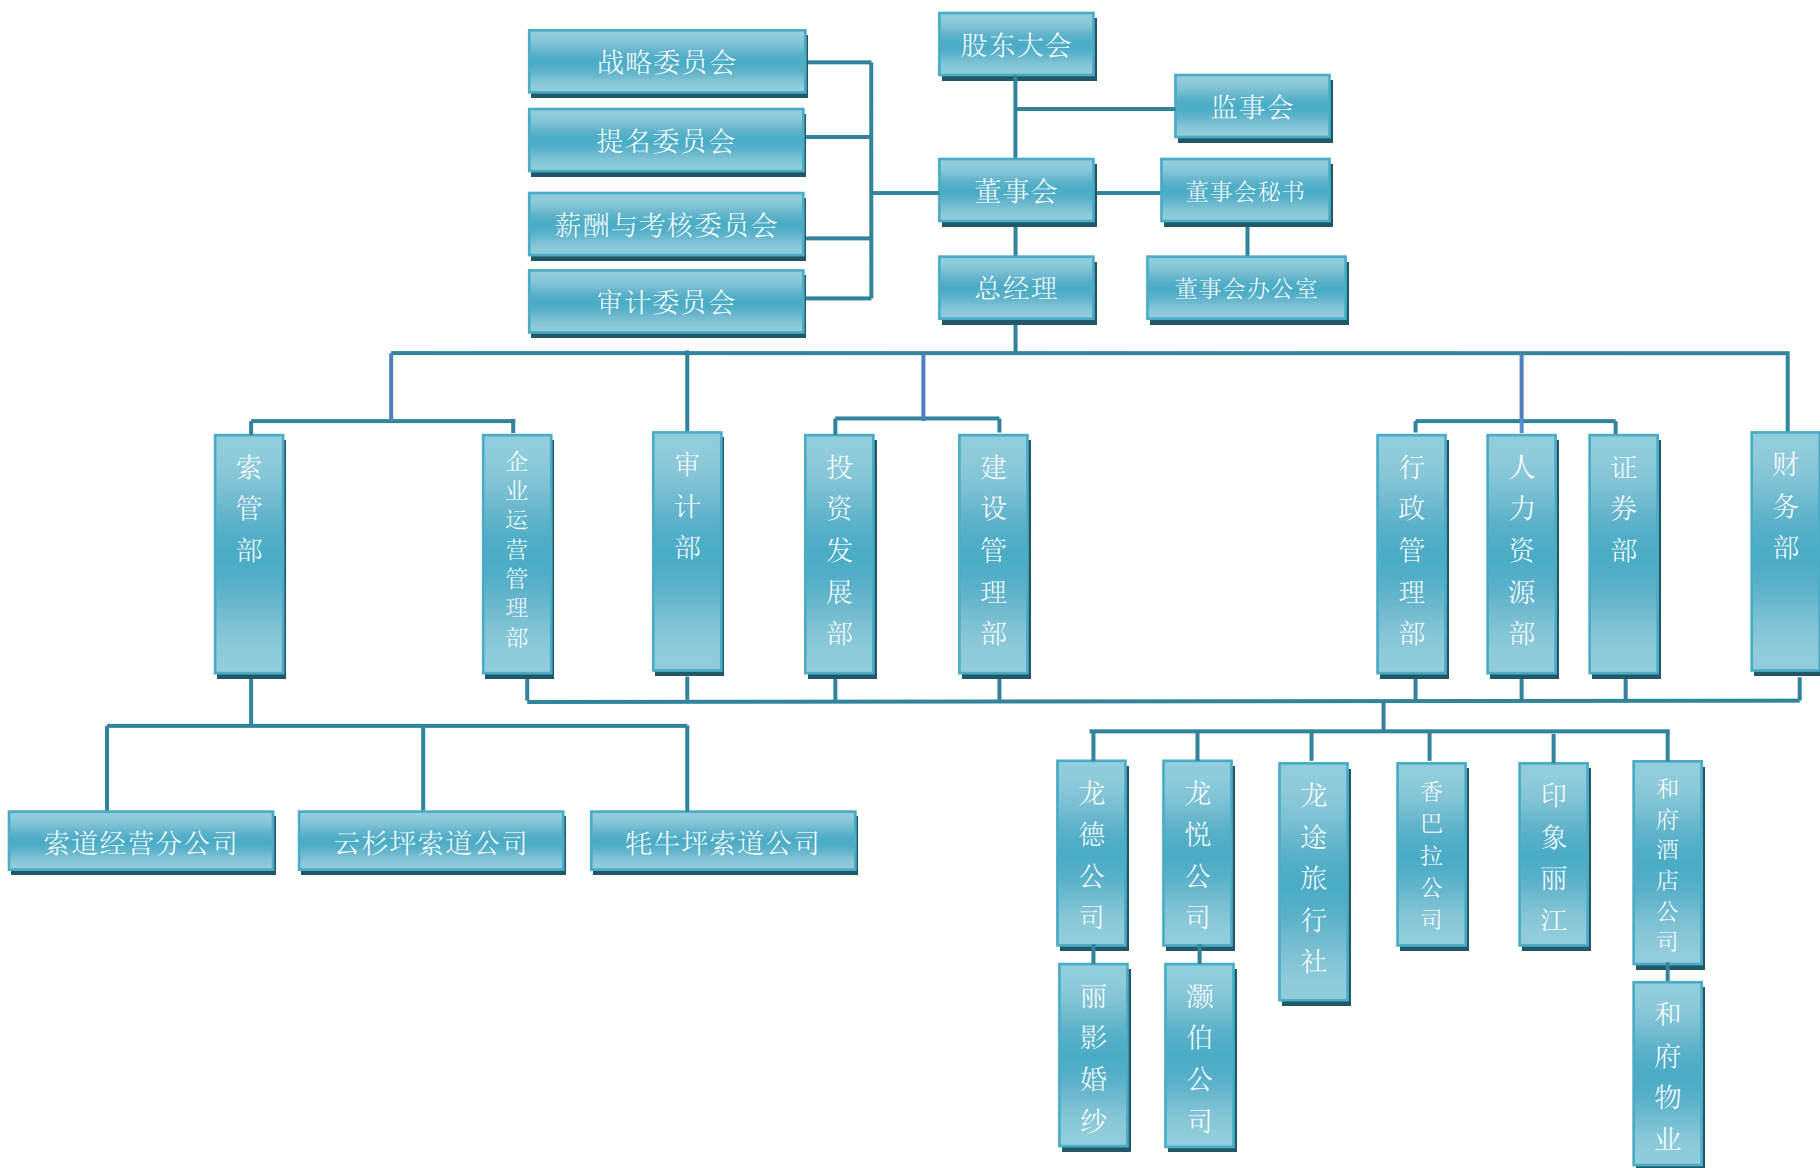 股东大会
战略委员会
监事会
提名委员会
董事会
董事会秘书
薪酬与考核委员会
总经理
董事会办公室
审计委员会
索管部
企业运营管理部
审计部
投资发展部
建设管理部
行政管理部
人力资源部
证券部
财务部
索道经营分公司
云杉坪索道公司
牦牛坪索道公司
龙德公司
龙悦公司
龙途旅行社
香巴拉公司
印象丽江
和府酒店公司
丽影婚纱
灏伯公司
和府物业